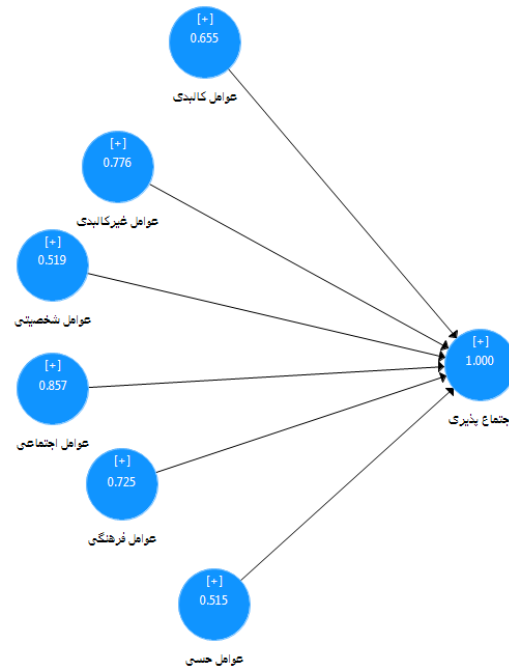 [+]
0.655
عوامل کالبدی
[+]
0.776
عوامل غیرکالبدی
[+]
0.519
عوامل شخصیتی
[+]
1.000
جتماع پذیری
[+]
0.857
عوامل اجتماعی
[+]
0.725
عوامل فرهنگی
[+]
0.515
عوامل حسی